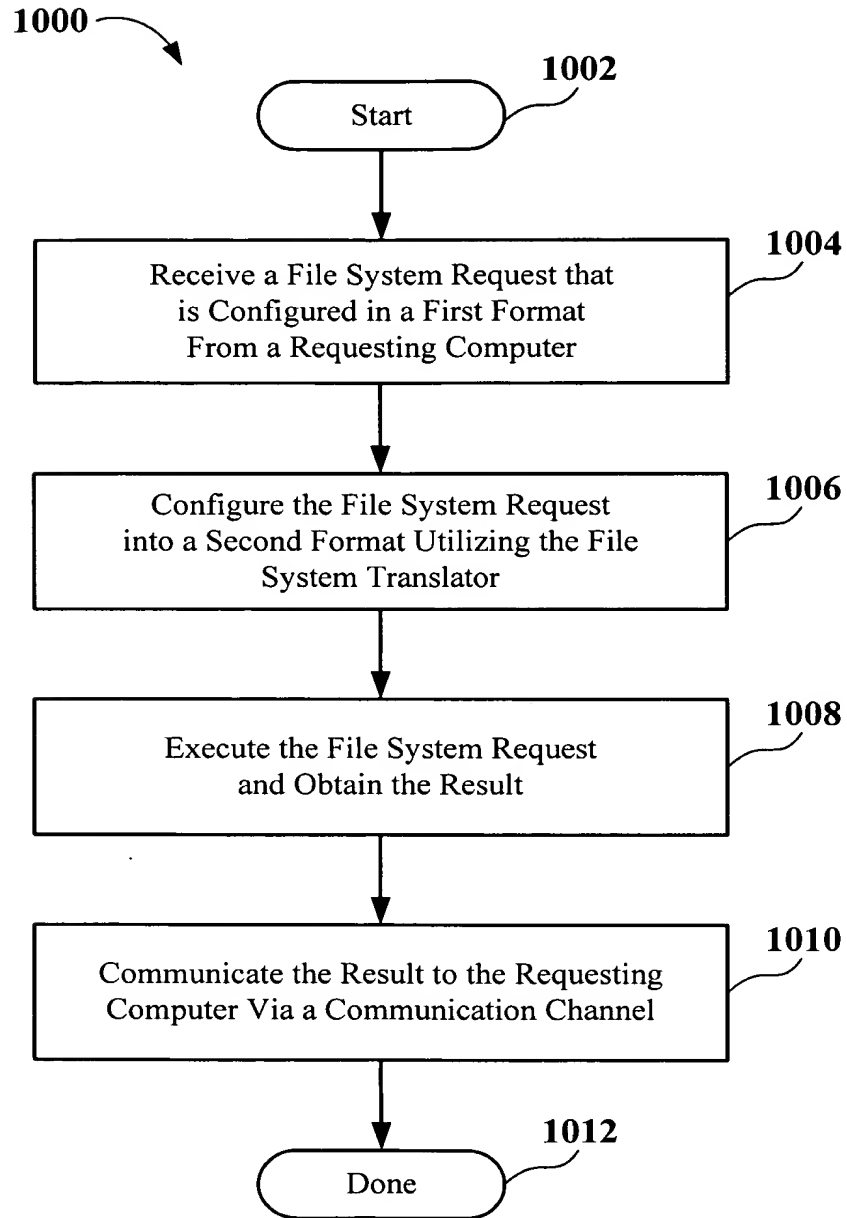 1000
1002
Start
1004
Receive a File System Request that
is Configured in a First Format
From a Requesting Computer
1006
Configure the File System Request
into a Second Format Utilizing the File
System Translator
1008
Execute the File System Request
and Obtain the Result
1010
Communicate the Result to the Requesting
Computer Via a Communication Channel
1012
Done